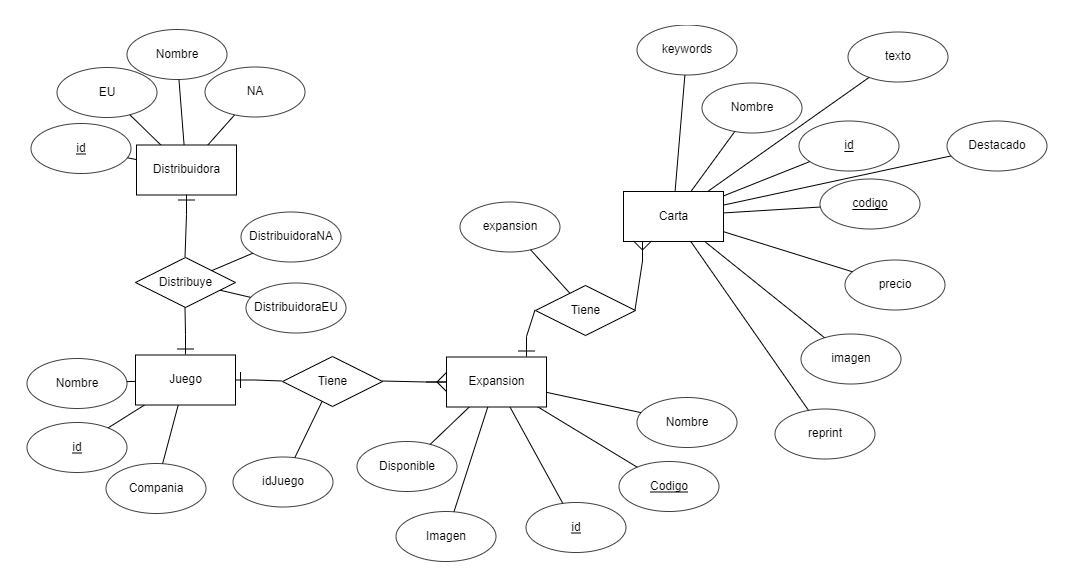 keywords
Nombre
texto
EU
NA
Nombre
id
id
Destacado
Distribuidora
codigo
Carta
expansion
DistribuidoraNA
Distribuye
precio
DistribuidoraEU
Tiene
imagen
Juego
Tiene
Expansion
Nombre
Nombre
reprint
id
Disponible
idJuego
Codigo
Compania
id
Imagen